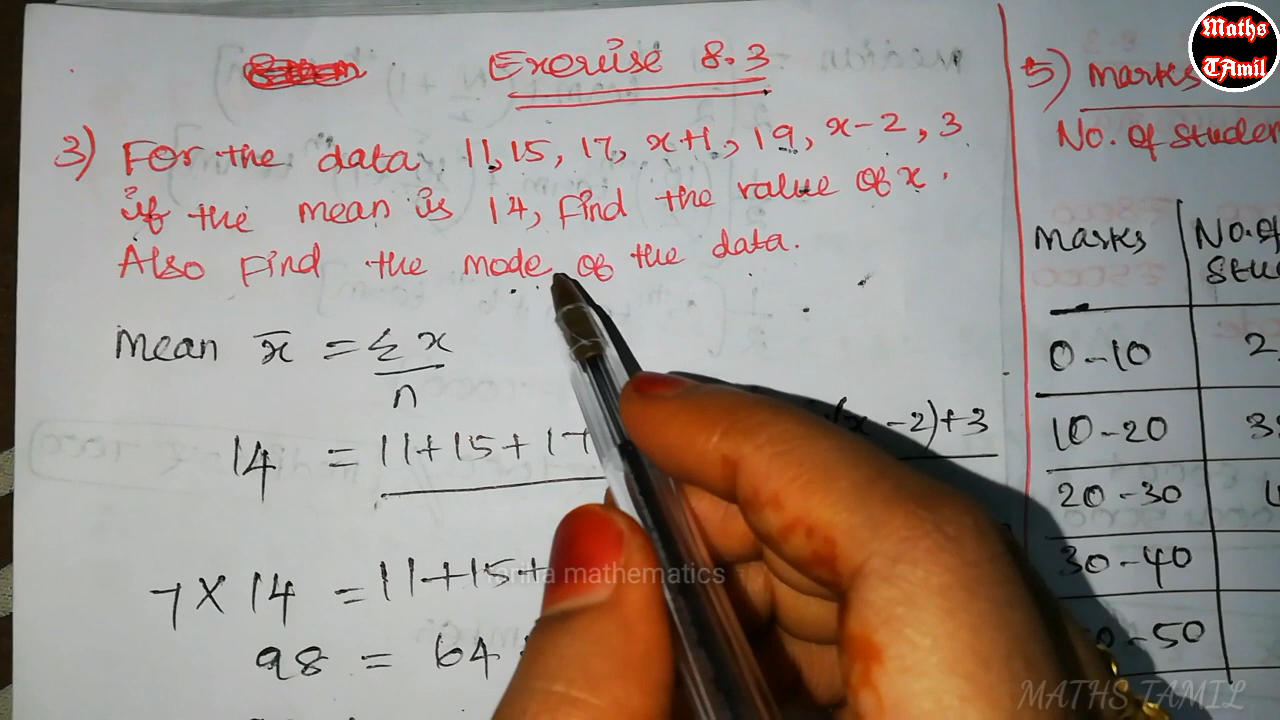 Maths
TAmil
Exercise 8.3
3) For the data 11, 15, 17, x+1, 19, x-2, 3
if the mean is 14, Find the value of x.
Also Find the mode of the data.
Mean x̄ = Σx
n
14 = 11+15+17
(x-2)+3
7 × 14 = 11+15+
98 = 64
mathematics
5) Marks
No. of Studen
Marks No. of
Stu
0-10 2
10-20 3
20-30
30-40
-50
MATHS TAMIL